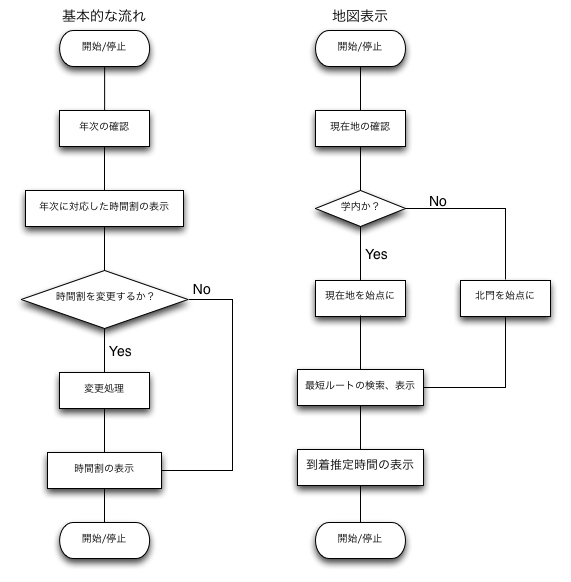 基本的な流れ
開始/停止
年次の確認
年次に対応した時間割の表示
時間割を変更するか？
No
Yes
変更処理
時間割の表示
開始/停止
地図表示
開始/停止
現在地の確認
学内か？
No
Yes
現在地を始点に
北門を始点に
最短ルートの検索、表示
到着推定時間の表示
開始/停止